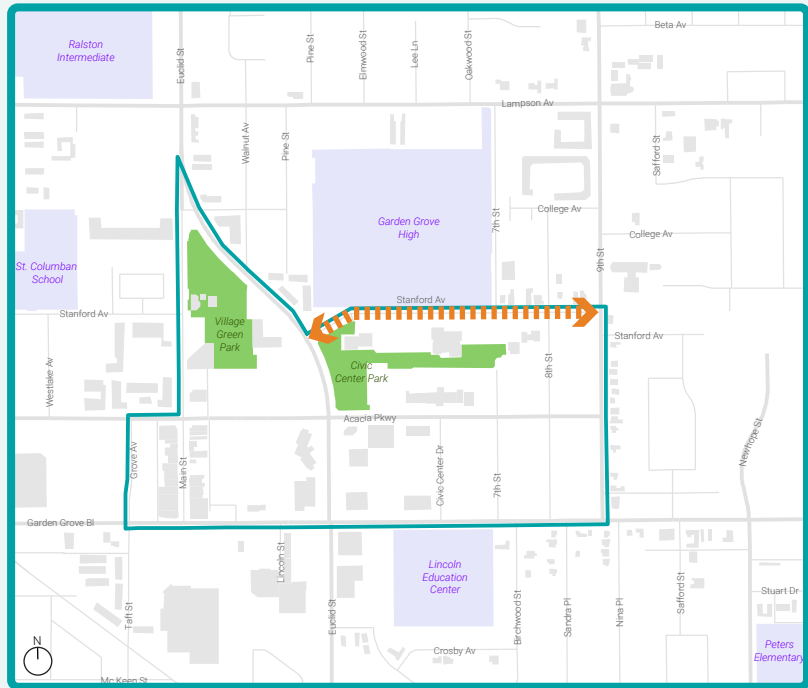 Beta Av
Ralston
Intermediate
Euclid St
Pine St
Elmwood St
Lee Ln
Oakwood St
Lampson Av
Walnut Av
Pine St
Safford St
Garden Grove
High
7th St
College Av
College Av
9th St
St. Columban
School
Stanford Av
Stanford Av
Stanford Av
Village
Green
Park
Civic
Center Park
8th St
Westlake Av
Acacia Pkwy
Grove Av
Main St
Civic Center Dr
7th St
Newhope St
Garden Grove Bl
Lincoln St
Euclid St
Lincoln
Education
Center
Birchwood St
Sandra Pl
Nina Pl
Safford St
Stuart Dr
Taft St
N
Crosby Av
Peters
Elementary
Mc Keen St